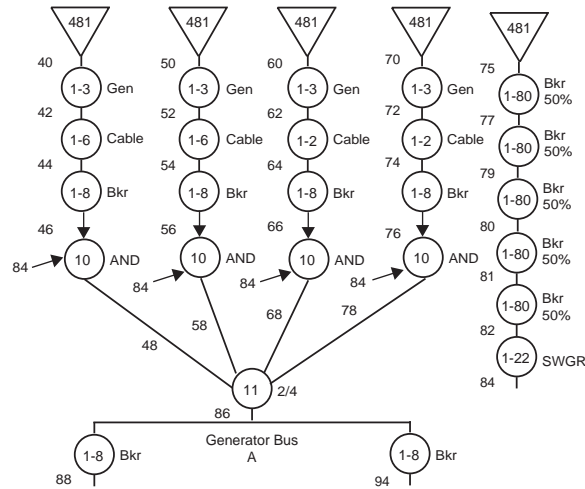 481 481 481 481 481
40 50 60 70 75
1-3 Gen 1-3 Gen 1-3 Gen 1-3 Gen 1-80 Bkr 50%
42 52 62 72 77
1-6 Cable 1-6 Cable 1-2 Cable 1-2 Cable 1-80 Bkr 50%
44 54 64 74 79
1-8 Bkr 1-8 Bkr 1-8 Bkr 1-8 Bkr 1-80 Bkr 50%
46 56 66 76 80
10 AND 10 AND 10 AND 10 AND 1-80 Bkr 50%
84 84 84 84 81
1-80 Bkr 50%
48 58 68 78 82
1-22 SWGR
84
11 2/4
86
Generator Bus
A
1-8 Bkr 1-8 Bkr
88 94